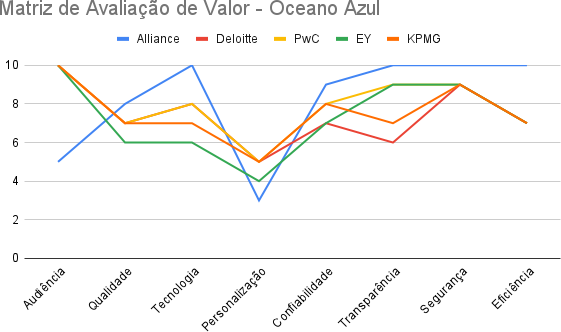 Matriz de Avaliação de Valor - Oceano Azul
Alliance Deloitte PwC EY KPMG
10
8
6
4
2
0
Audiência Qualidade Tecnologia Personalização Confiabilidade Transparência Segurança Eficiência